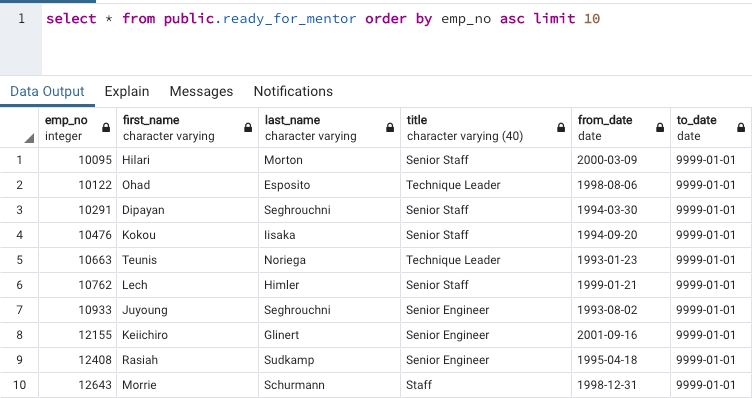 1 select * from public.ready_for_mentor order by emp_no asc limit 10
Data Output Explain Messages Notifications
emp_no first_name last_name title from_date to_date
integer character varying character varying character varying (40) date date
1 10095 Hilari Morton Senior Staff 2000-03-09 9999-01-01
2 10122 Ohad Esposito Technique Leader 1998-08-06 9999-01-01
3 10291 Dipayan Seghrouchni Senior Staff 1994-03-30 9999-01-01
4 10476 Kokou Iisaka Senior Staff 1994-09-20 9999-01-01
5 10663 Teunis Noriega Technique Leader 1993-01-23 9999-01-01
6 10762 Lech Himler Senior Staff 1999-01-21 9999-01-01
7 10933 Juyoung Seghrouchni Senior Engineer 1993-08-02 9999-01-01
8 12155 Keiichiro Glinert Senior Engineer 2001-09-16 9999-01-01
9 12408 Rasiah Sudkamp Senior Engineer 1995-04-18 9999-01-01
10 12643 Morrie Schurmann Staff 1998-12-31 9999-01-01